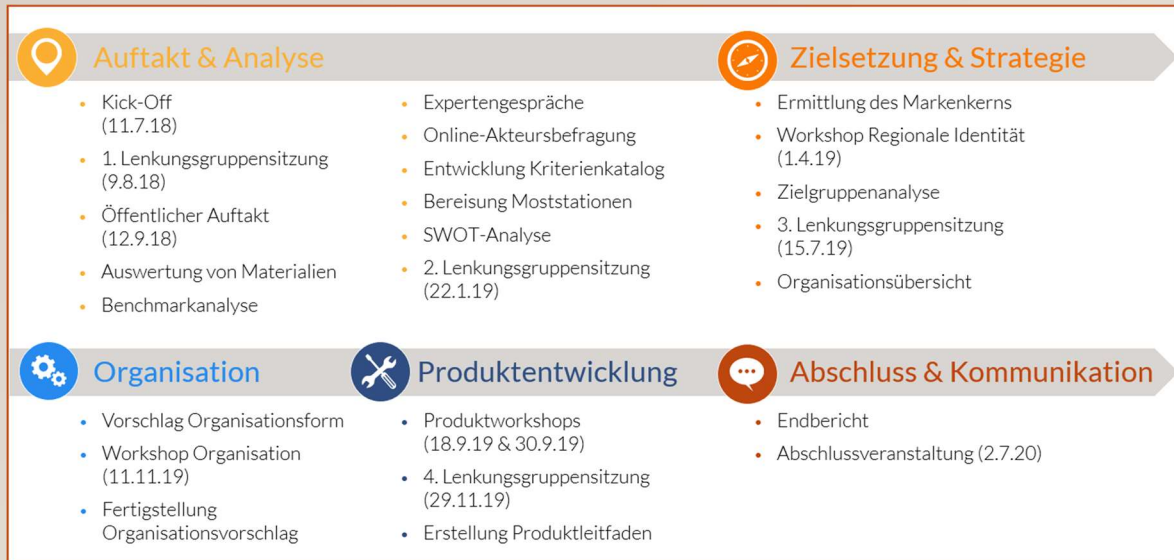 Auftakt & Analyse
Kick-Off
(11.7.18)
1. Lenkungsgruppensitzung
(9.8.18)
Öffentlicher Auftakt
(12.9.18)
Auswertung von Materialien
Benchmarkanalyse
Expertengespräche
Online-Akteursbefragung
Entwicklung Kriterienkatalog
Bereisung Moststationen
SWOT-Analyse
2. Lenkungsgruppensitzung
(22.1.19)
Zielsetzung & Strategie
Ermittlung des Markenkerns
Workshop Regionale Identität
(1.4.19)
Zielgruppenanalyse
3. Lenkungsgruppensitzung
(15.7.19)
Organisationsübersicht
Organisation
Vorschlag Organisationsform
Workshop Organisation
(11.11.19)
Fertigstellung
Organisationsvorschlag
Produktentwicklung
Produktworkshops
(18.9.19 & 30.9.19)
4. Lenkungsgruppensitzung
(29.11.19)
Erstellung Produktleitfaden
Abschluss & Kommunikation
Endbericht
Abschlussveranstaltung (2.7.20)